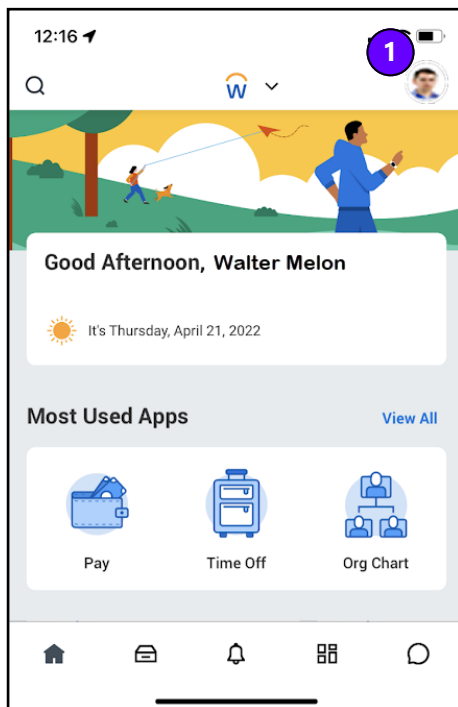 12:16
1
W
Good Afternoon, Walter Melon
It's Thursday, April 21, 2022
Most Used Apps
View All
Pay
Time Off
Org Chart